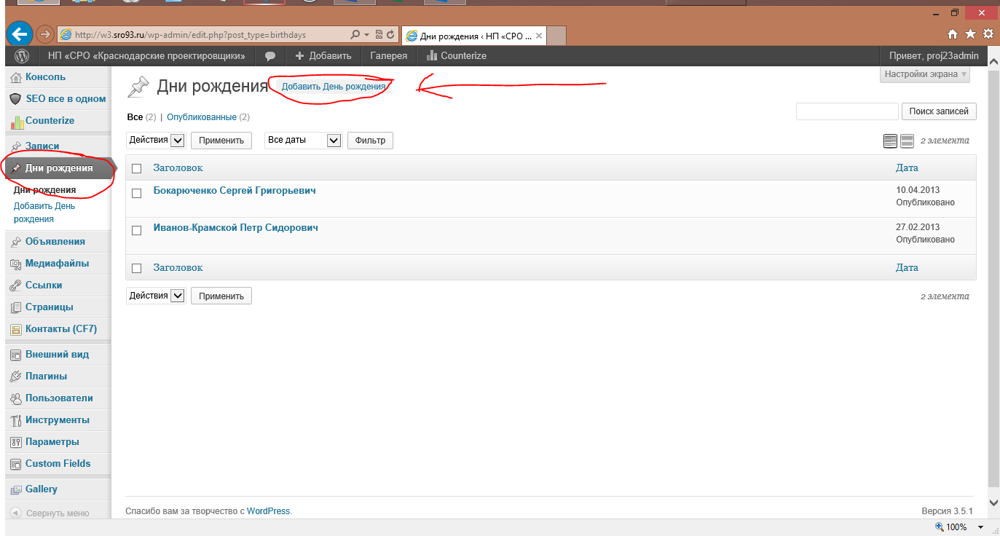 http://w3.sro93.ru/wp-admin/edit.php?post_type=birthdays
Дни рождения ‹ НП «СРО ...
НП «СРО «Краснодарские проектировщики»
Добавить
Галерея
Counterize
Привет, proj23admin
Консоль
SEO все в одном
Counterize
Записи
Дни рождения
Дни рождения
Добавить День
рождения
Объявления
Медиафайлы
Ссылки
Страницы
Контакты (CF7)
Внешний вид
Плагины
Пользователи
Инструменты
Параметры
Custom Fields
Gallery
Свернуть меню
Настройки экрана
Дни рождения Добавить День рождения
Все (2) | Опубликованные (2)
Поиск записей
Действия Применить Все даты Фильтр 2 элемента
Заголовок Дата
Бокарюченко Сергей Григорьевич 10.04.2013
Опубликовано
Иванов-Крамской Петр Сидорович 27.02.2013
Опубликовано
Заголовок Дата
Действия Применить 2 элемента
Спасибо вам за творчество с WordPress. Версия 3.5.1
100%